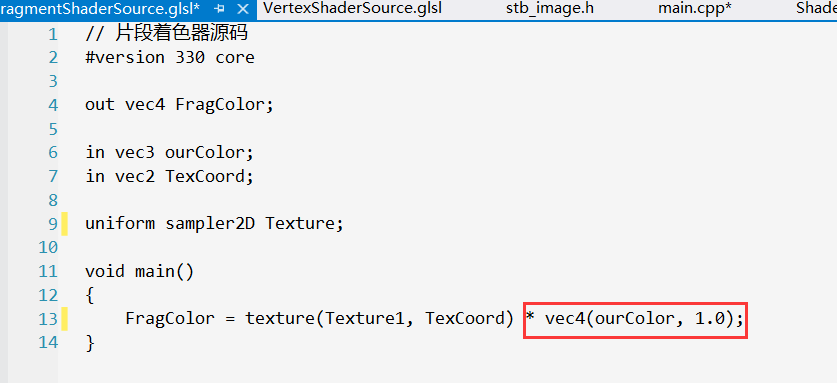 ragmentShaderSource.glsl* VertexShaderSource.glsl stb_image.h main.cpp* Shade
1 // 片段着色器源码
2 #version 330 core
3
4 out vec4 FragColor;
5
6 in vec3 ourColor;
7 in vec2 TexCoord;
8
9 uniform sampler2D Texture;
10
11 void main()
12 {
13 FragColor = texture(Texture1, TexCoord) * vec4(ourColor, 1.0);
14 }